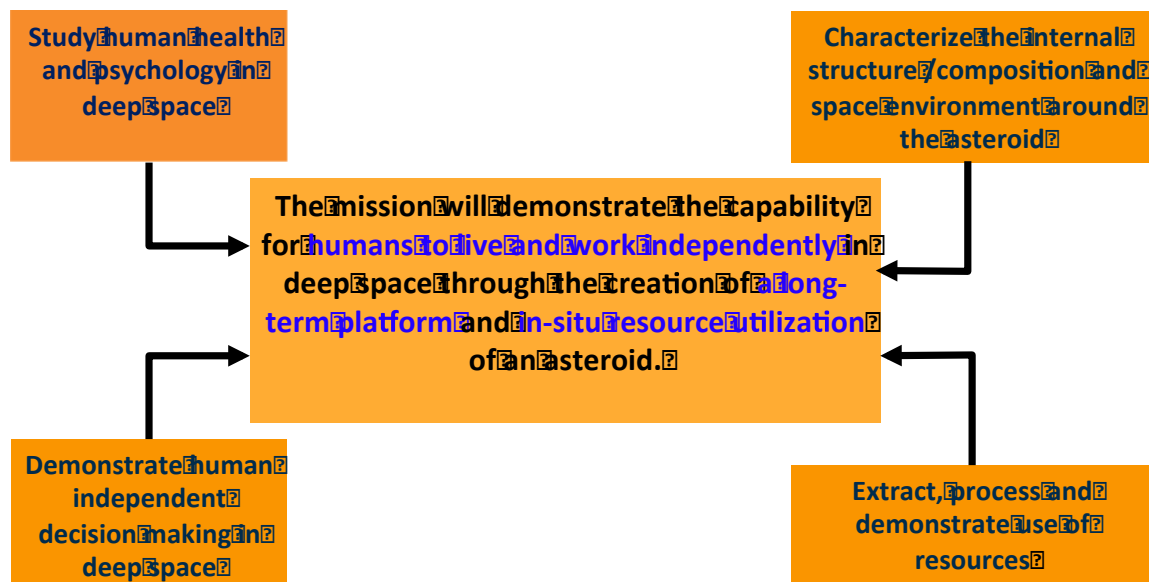 Study human health
and psychology in
deep space
Characterize the internal
structure /composition and
space environment around
the asteroid
The mission will demonstrate the capability
for humans to live and work independently in
deep space through the creation of a long-
term platform and in-situ resource utilization
of an asteroid.
Demonstrate human
independent
decision making in
deep space
Extract, process and
demonstrate use of
resources